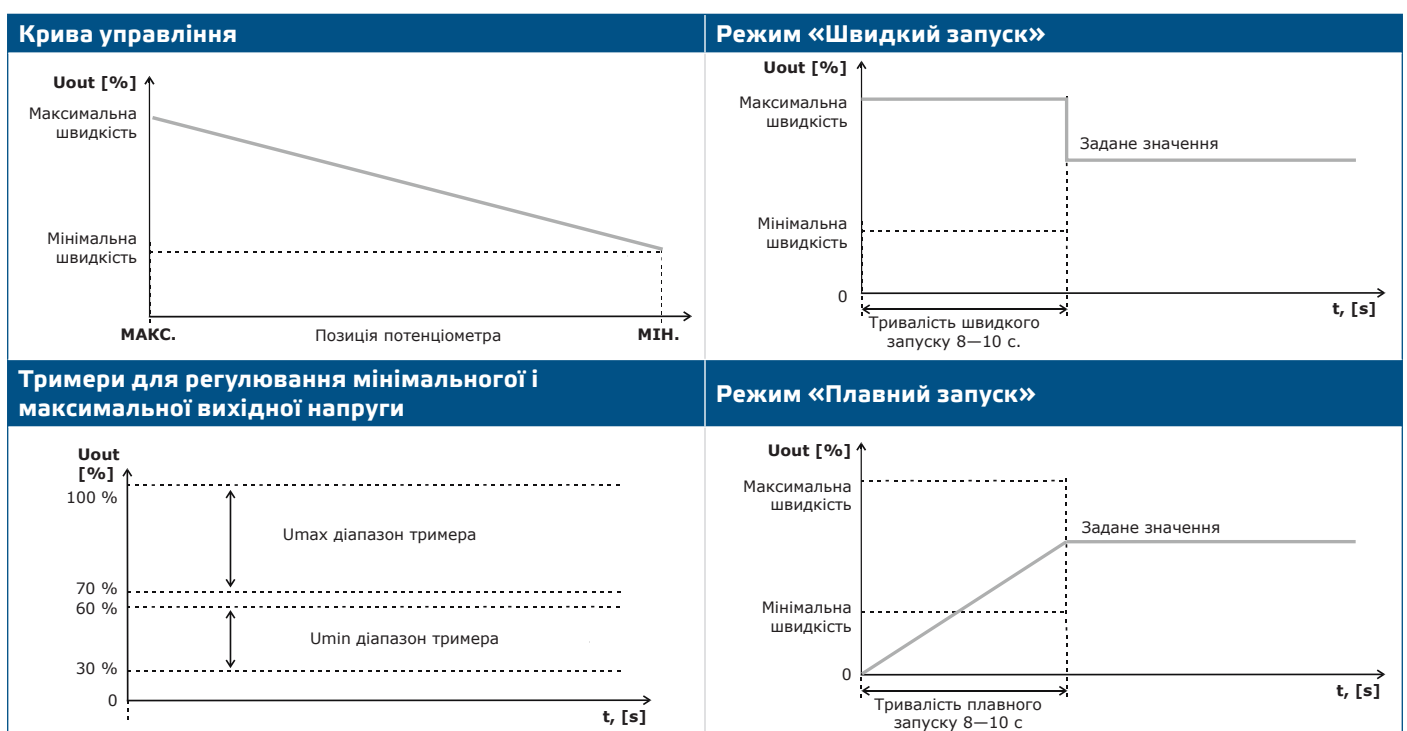 Крива управління
Uout [%]
Максимальна
швидкість
Мінімальна
швидкість
МАКС.
Позиція потенціометра
МІН.
Режим «Швидкий запуск»
Uout [%]
Максимальна
швидкість
Задане значення
Мінімальна
швидкість
0
t, [s]
Тривалість швидкого
запуску 8—10 с.
Тримери для регулювання мінімальногої і
максимальної вихідної напруги
Uout
[%]
100 %
Umax діапазон тримера
70 %
60 %
Umin діапазон тримера
30 %
0
t, [s]
Режим «Плавний запуск»
Uout [%]
Максимальна
швидкість
Задане значення
Мінімальна
швидкість
0
t, [s]
Тривалість плавного
запуску 8—10 с